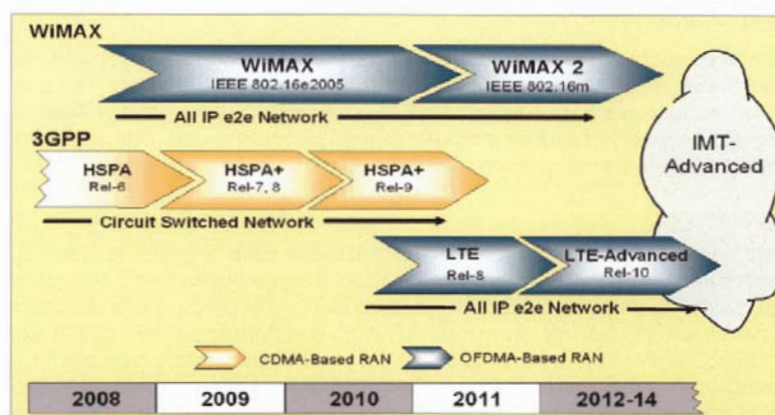 WiMAX
WiMAX
IEEE 802.16e2005
WiMAX 2
IEEE 802.16m
All IP e2e Network
IMT-
Advanced
3GPP
HSPA
Rel-6
HSPA+
Rel-7, 8
HSPA+
Rel-9
Circuit Switched Network
LTE
Rel-8
LTE-Advanced
Rel-10
All IP e2e Network
CDMA-Based RAN
OFDMA-Based RAN
2008
2009
2010
2011
2012-14